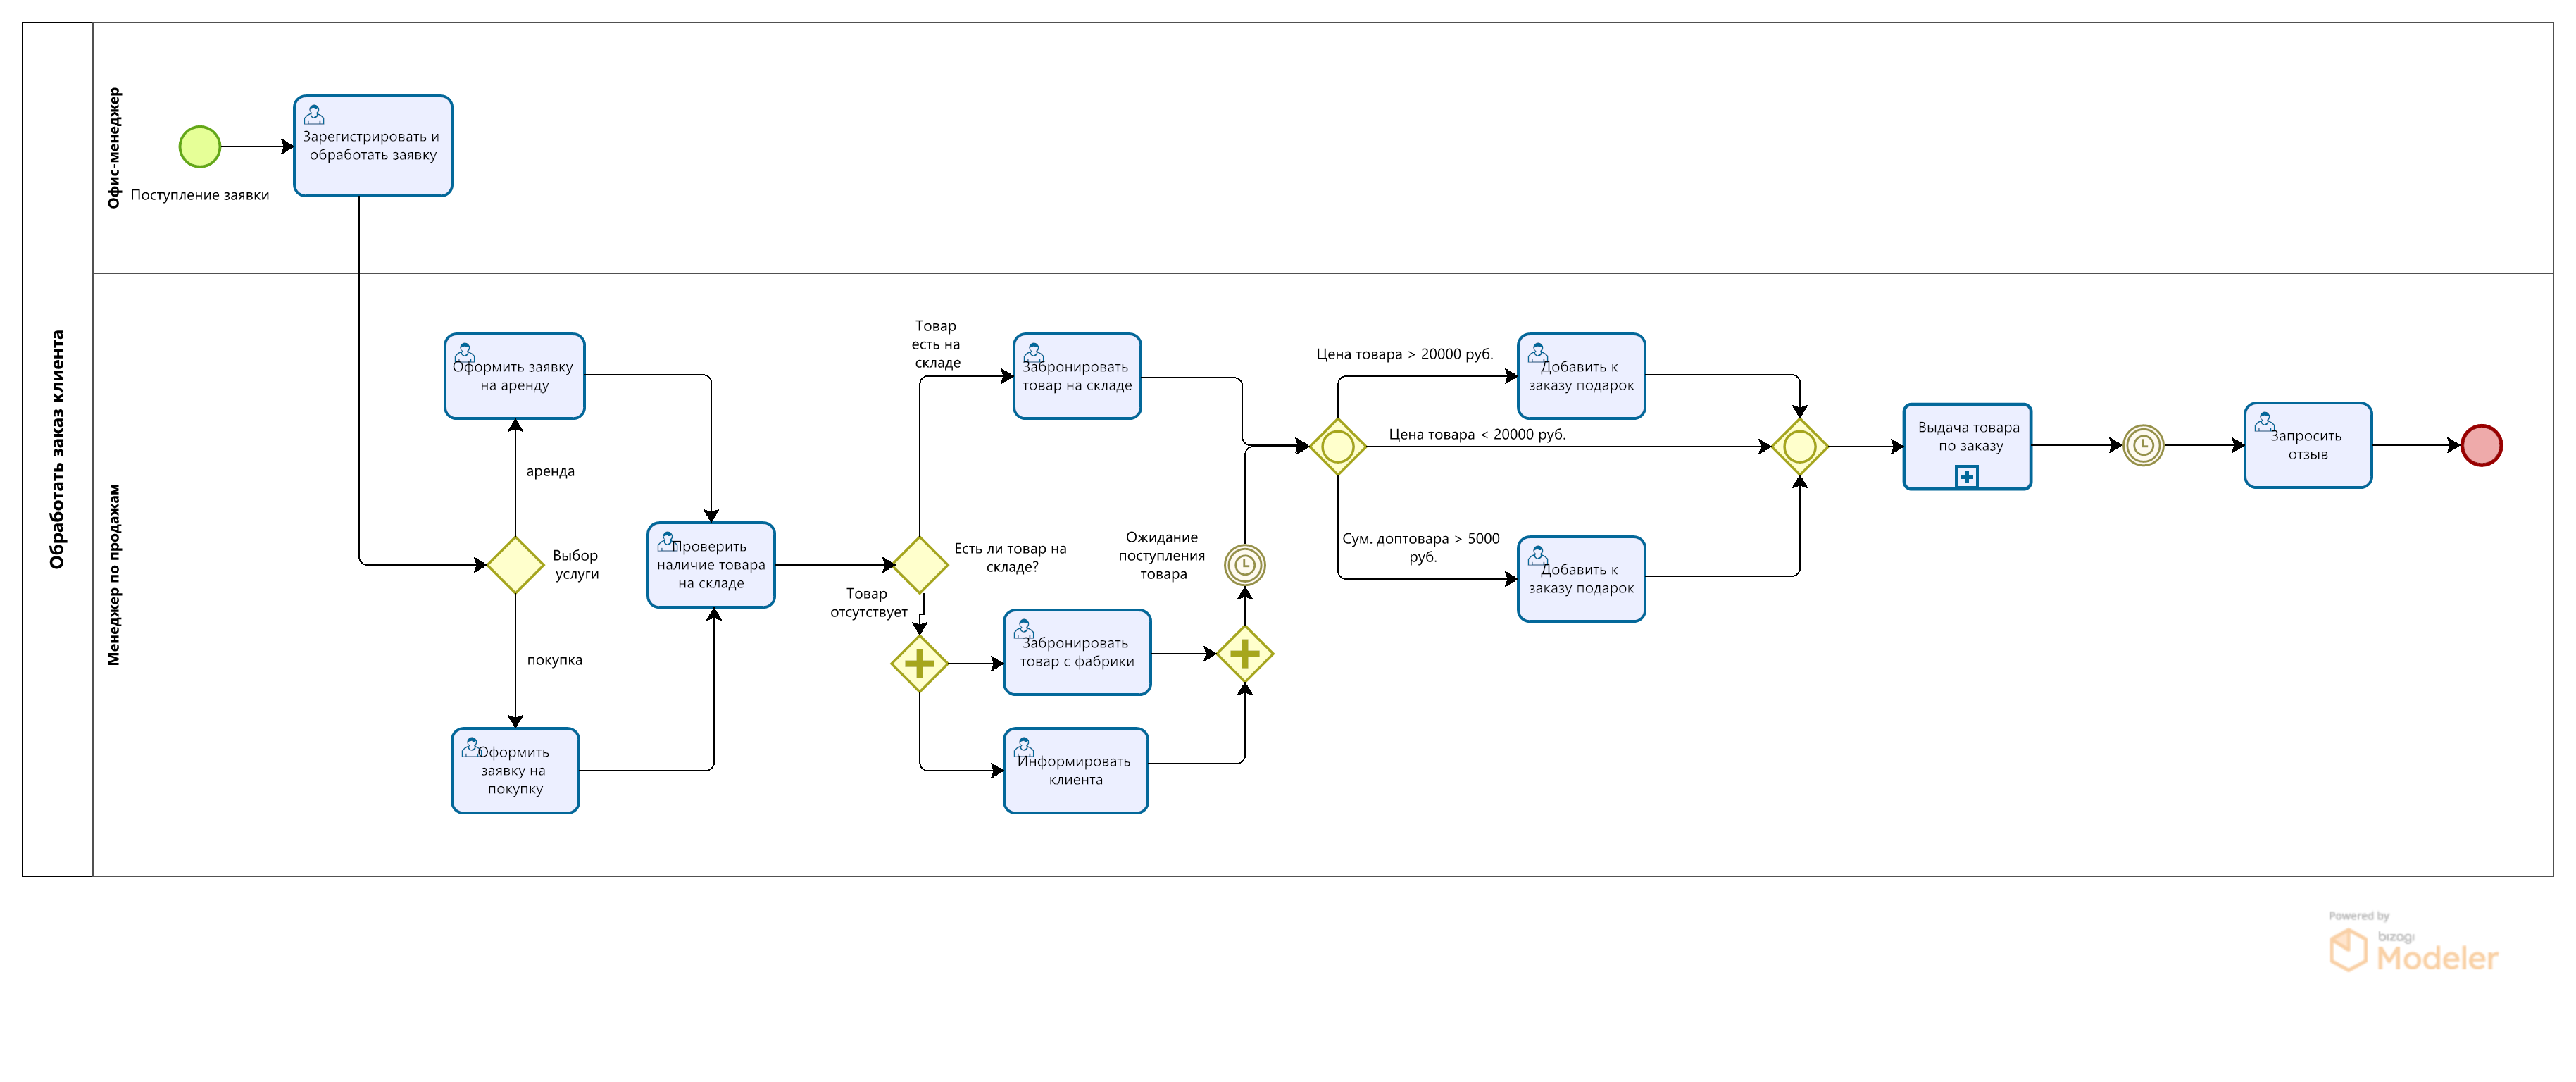 Обработать заказ клиента
Офис-менеджер
Поступление заявки
Зарегистрировать и
обработать заявку
Менеджер по продажам
Оформить заявку
на аренду
аренда
Выбор
услуги
покупка
Оформить
заявку на
покупку
Проверить
наличие товара
на складе
Товар
есть на
складе
Есть ли товар на
складе?
Товар
отсутствует
Забронировать
товар на складе
Забронировать
товар с фабрики
Информировать
клиента
Ожидание
поступления
товара
Цена товара > 20000 руб.
Цена товара < 20000 руб.
Сум. доптовара > 5000
руб.
Добавить к
заказу подарок
Добавить к
заказу подарок
Выдача товара
по заказу
Запросить
отзыв
Powered by
bizagi
Modeler